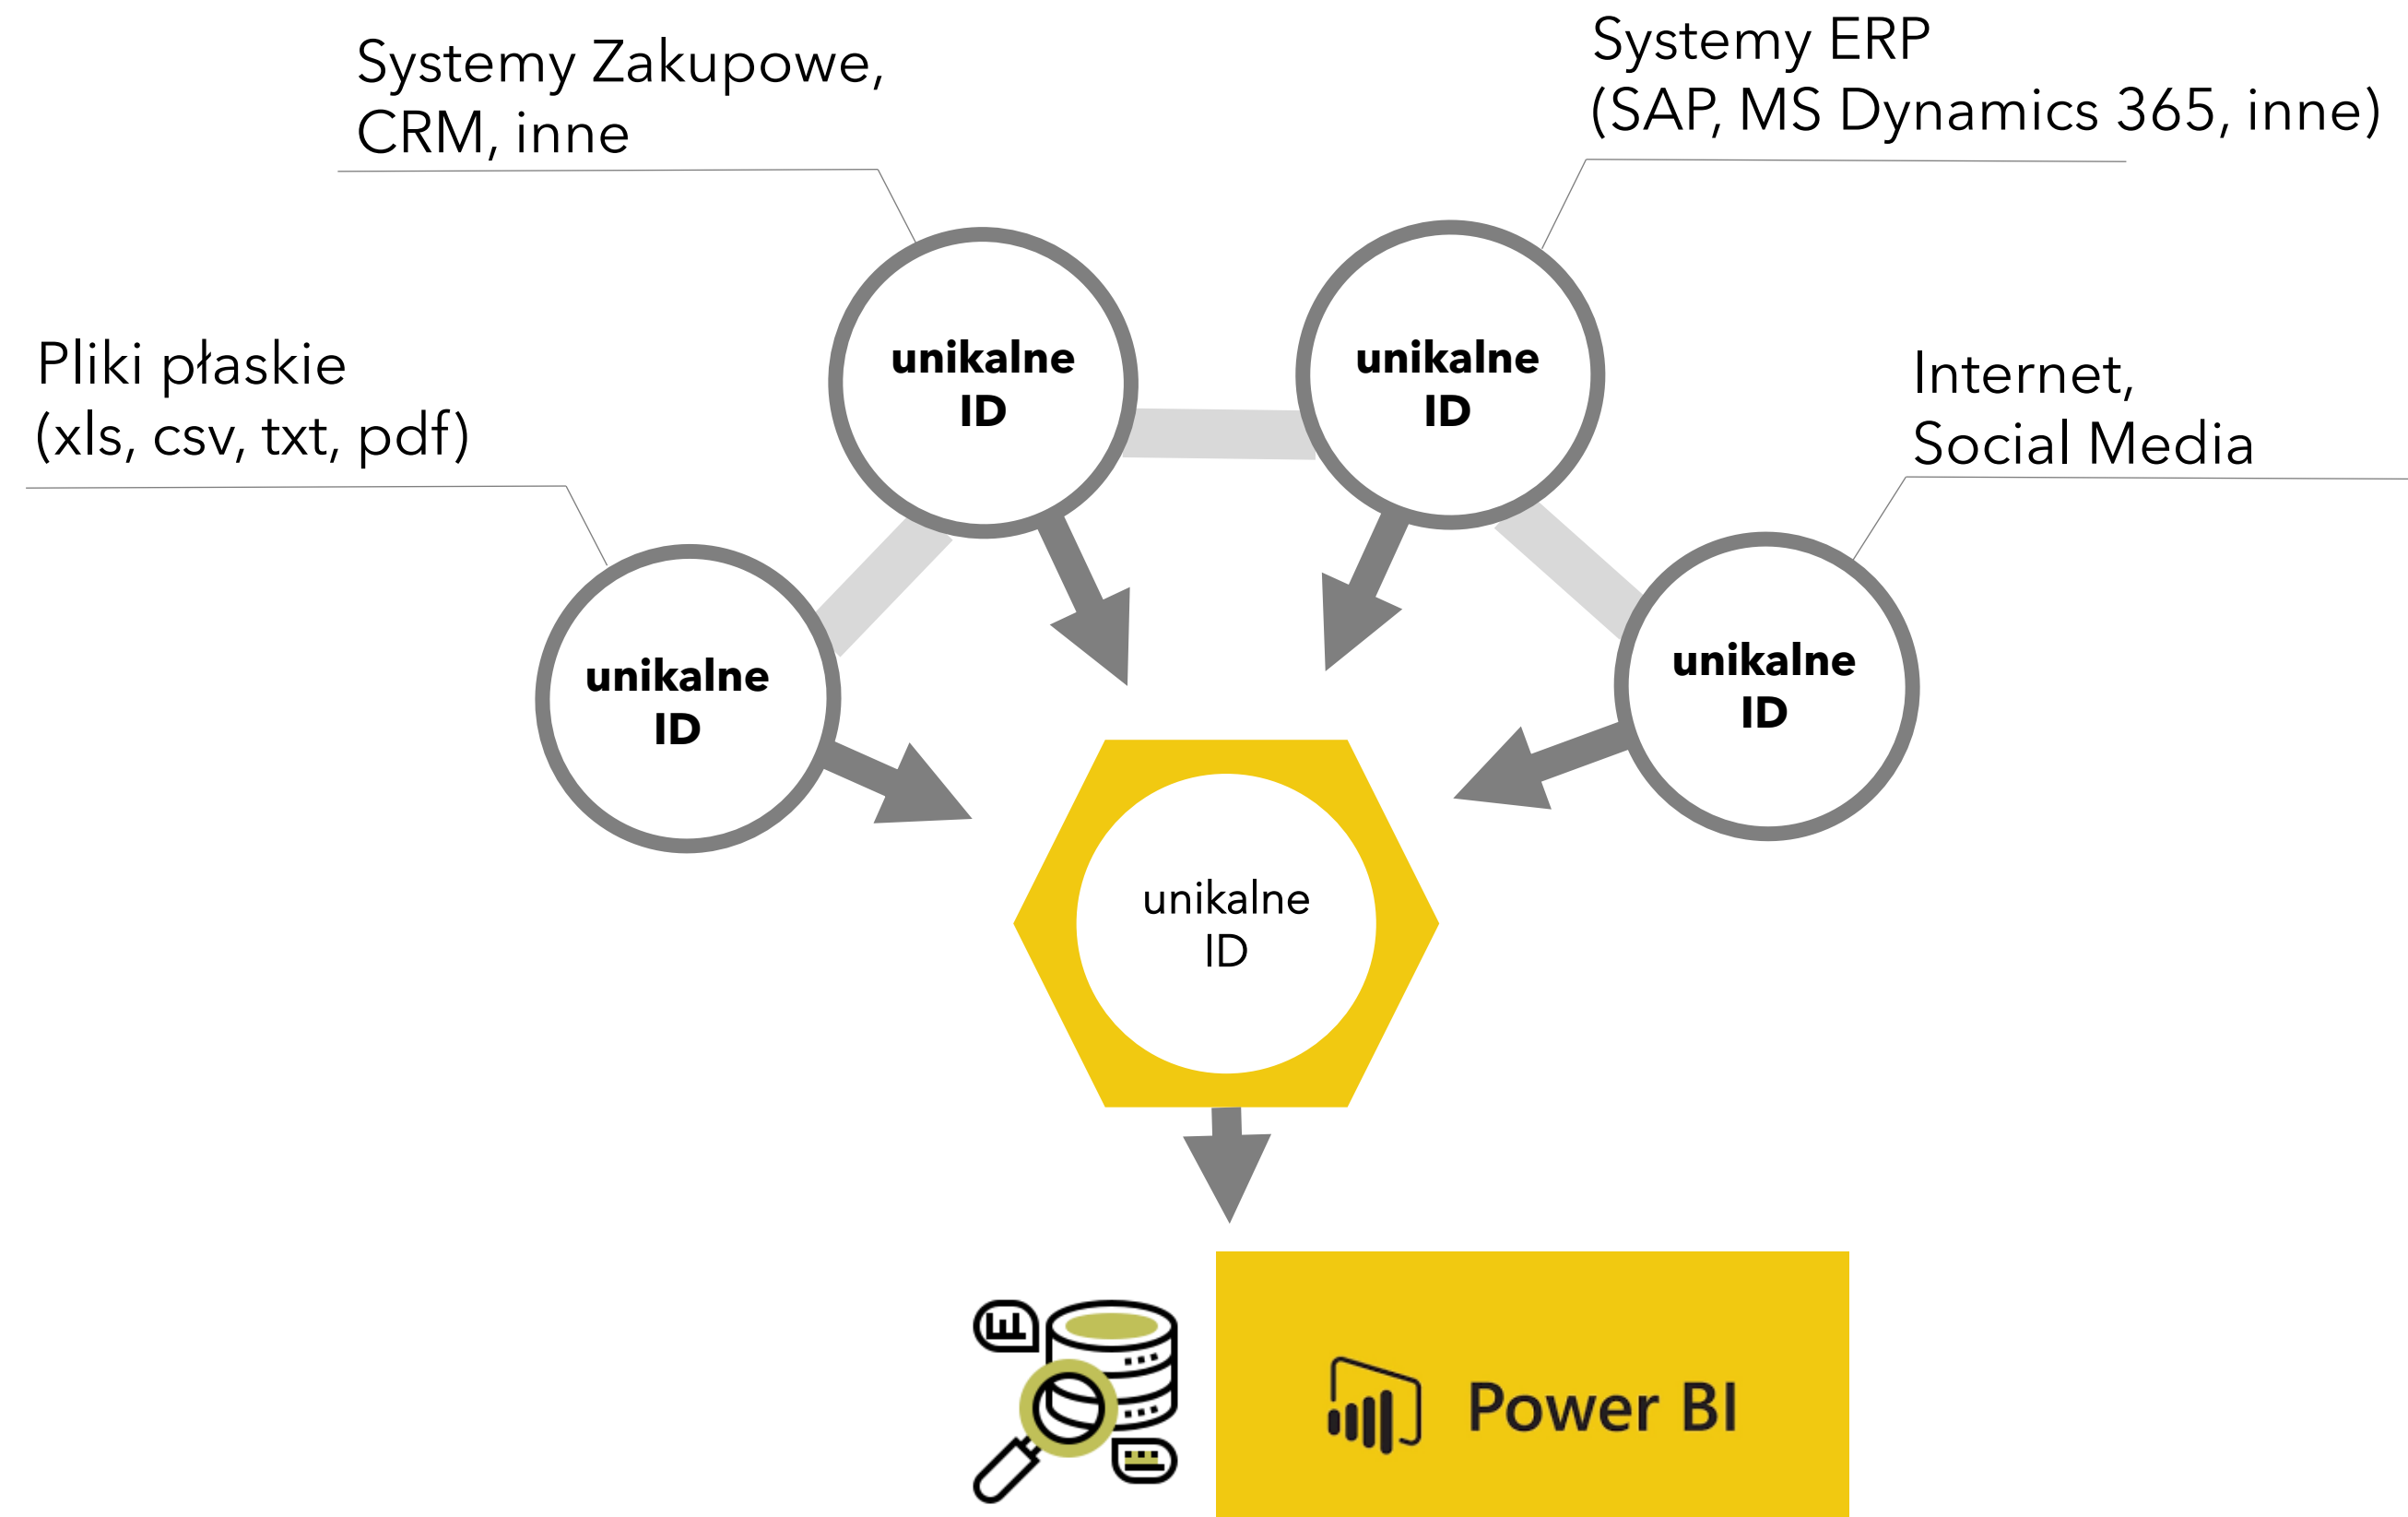 Systemy Zakupowe,
CRM, inne
Systemy ERP
(SAP, MS Dynamics 365, inne)
Pliki płaskie
(xls, csv, txt, pdf)
Internet,
Social Media
unikalne
ID
unikalne
ID
unikalne
ID
unikalne
ID
unikalne
ID
Power BI